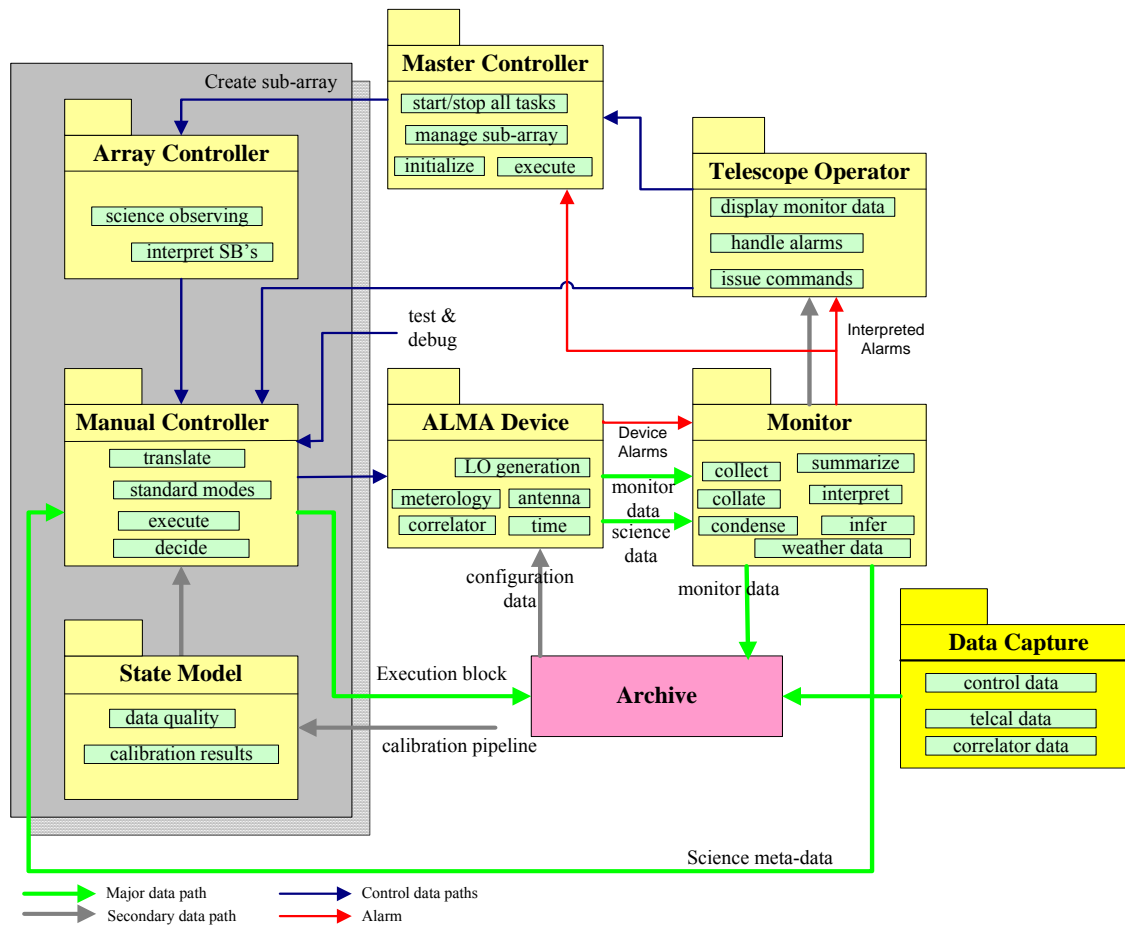 Master Controller
start/stop all tasks
manage sub-array
initialize
execute
Create sub-array
Array Controller
science observing
interpret SB's
Telescope Operator
display monitor data
handle alarms
issue commands
test &
debug
Interpreted
Alarms
Manual Controller
translate
standard modes
execute
decide
ALMA Device
LO generation
meterology
antenna
correlator
time
Device
Alarms
monitor
data
science
data
Monitor
collect
summarize
collate
interpret
condense
infer
weather data
configuration
data
monitor data
State Model
data quality
calibration results
Execution block
calibration pipeline
Archive
Data Capture
control data
telcal data
correlator data
Science meta-data
Major data path
Control data paths
Secondary data path
Alarm